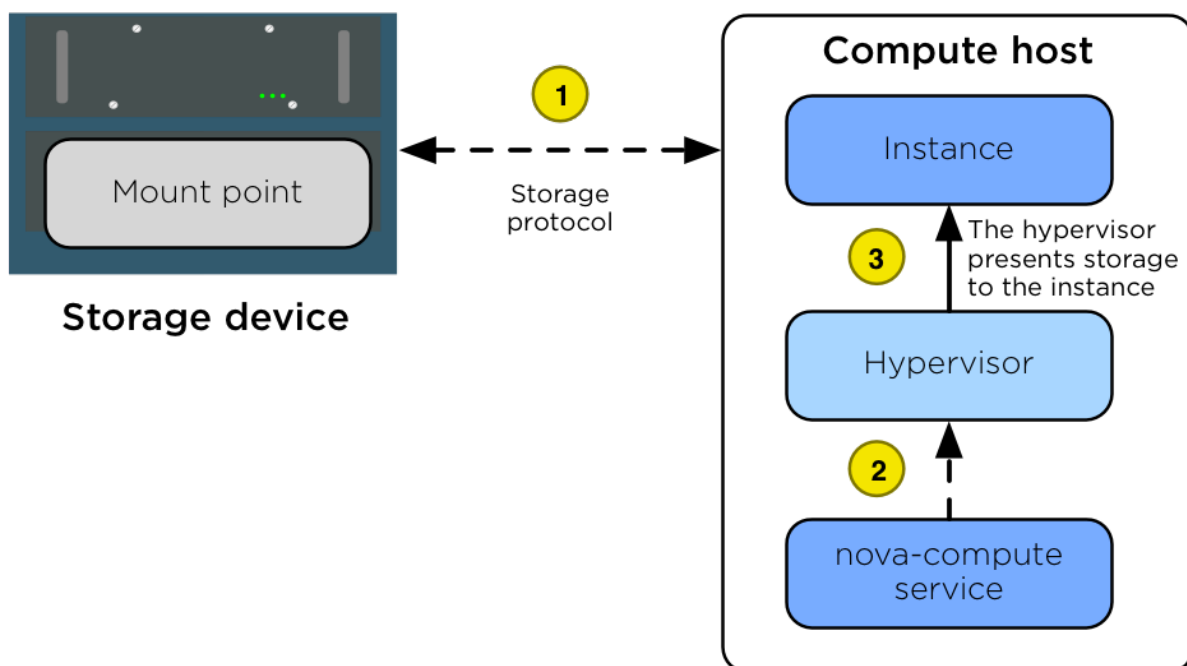 Compute host
1
Instance
Mount point
Storage
protocol
3
The hypervisor
presents storage
to the instance
Storage device
Hypervisor
2
nova-compute
service